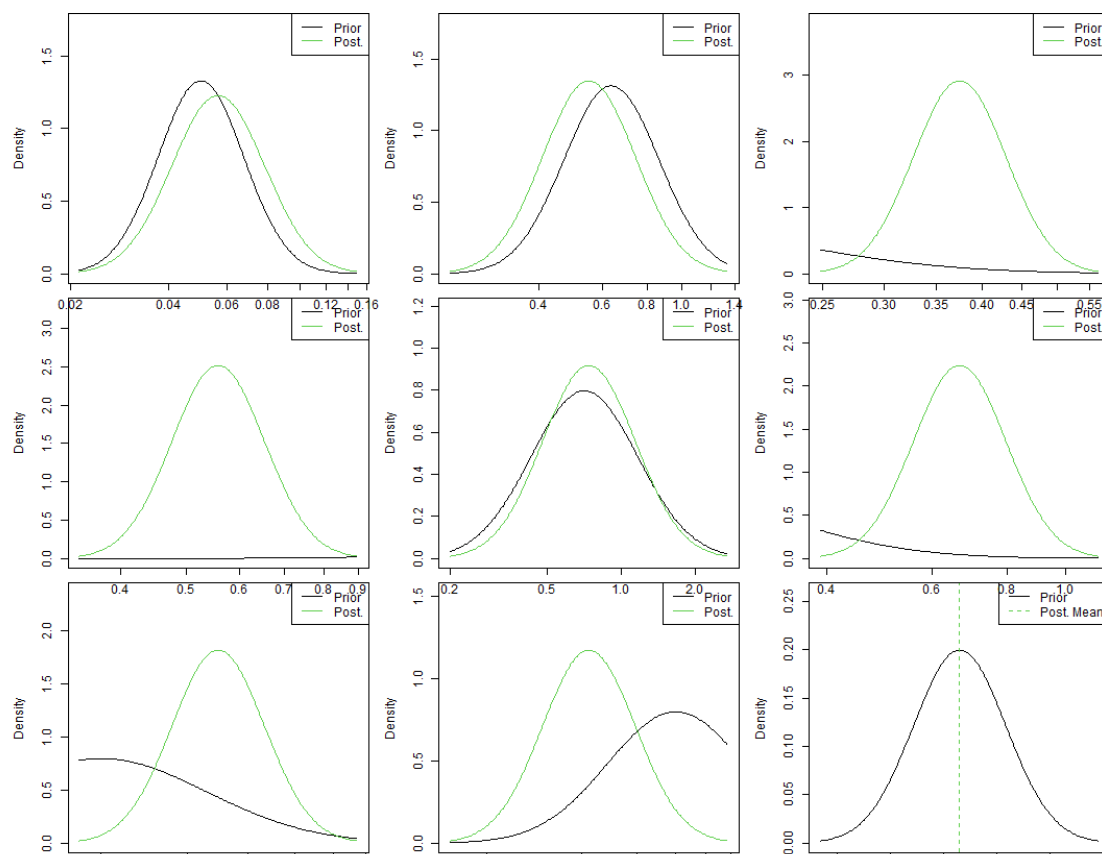 Prior
Post.
Density
0.0 0.5 1.0 1.5
0.02 0.04 0.06 0.08 0.12 0.16
Prior
Post.
Density
0.0 0.5 1.0 1.5
0.4 0.6 0.8 1.0 1.4
Prior
Post.
Density
0 1 2 3
0.25 0.30 0.35 0.40 0.45 0.55
Prior
Post.
Density
0.0 0.5 1.0 1.5 2.0 2.5 3.0
0.4 0.5 0.6 0.7 0.8 0.9
Prior
Post.
Density
0.0 0.2 0.4 0.6 0.8 1.0 1.2
0.2 0.5 1.0 2.0
Prior
Post.
Density
0.0 0.5 1.0 1.5 2.0 2.5 3.0
0.4 0.6 0.8 1.0
Prior
Post.
Density
0.0 0.5 1.0 1.5 2.0
Prior
Post.
Density
0.0 0.5 1.0 1.5
Prior
Post. Mean
Density
0.00 0.05 0.10 0.15 0.20 0.25